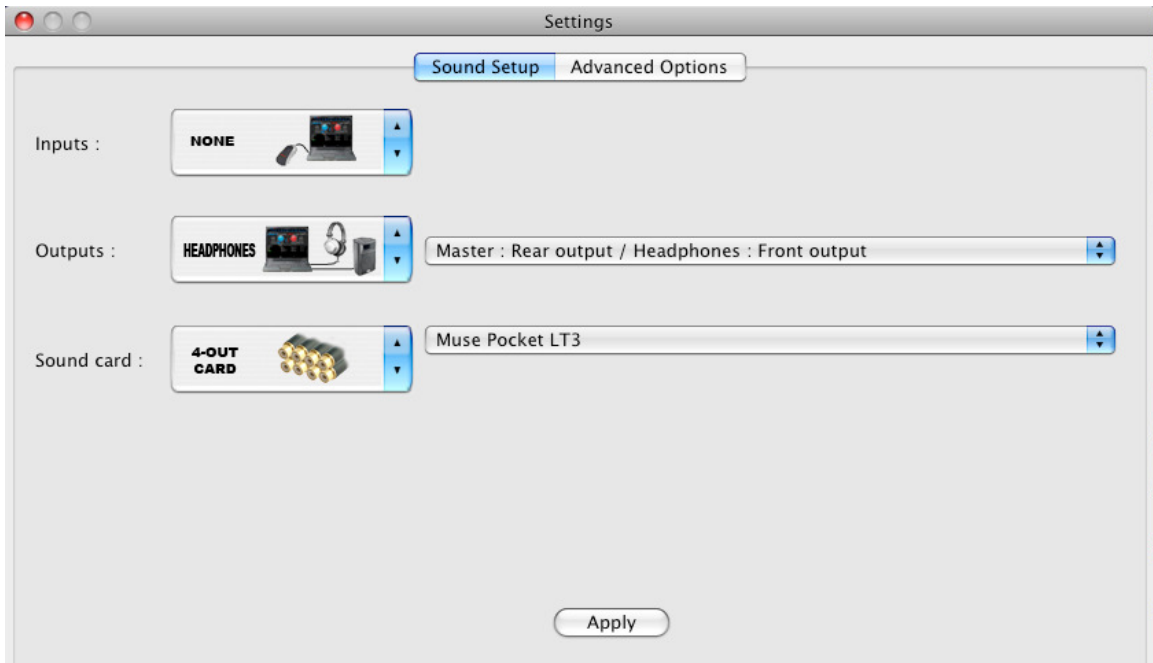 Settings
Sound Setup Advanced Options
Inputs :
NONE
Outputs :
HEADPHONES
Master : Rear output / Headphones : Front output
Sound card :
4-OUT
CARD
Muse Pocket LT3
Apply